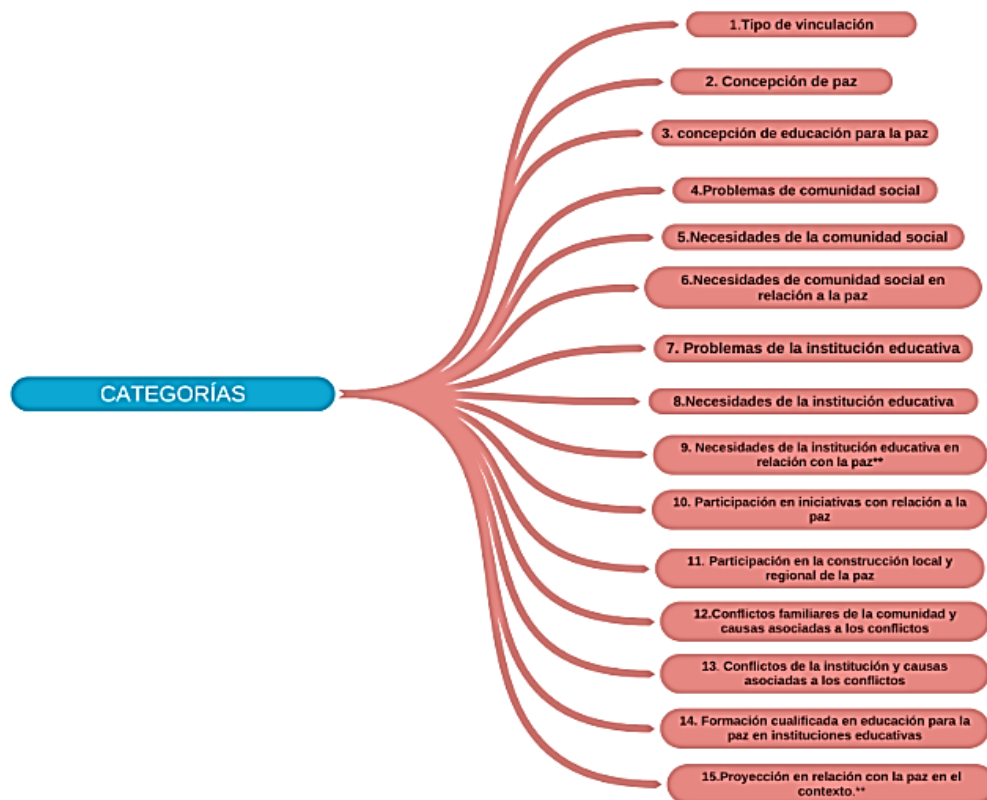 1.Tipo de vinculación
2. Concepción de paz
3. concepción de educación para la paz
4.Problemas de comunidad social
5.Necesidades de la comunidad social
6.Necesidades de comunidad social en
relación a la paz
7. Problemas de la institución educativa
CATEGORÍAS
8.Necesidades de la institución educativa
9. Necesidades de la institución educativa en
relación con la paz**
10. Participación en iniciativas con relación a la
paz
11. Participación en la construcción local y
regional de la paz
12.Conflictos familiares de la comunidad y
causas asociadas a los conflictos
13. Conflictos de la institución y causas
asociadas a los conflictos
14. Formación cualificada en educación para la
paz en instituciones educativas
15.Proyección en relación con la paz en el
contexto.**